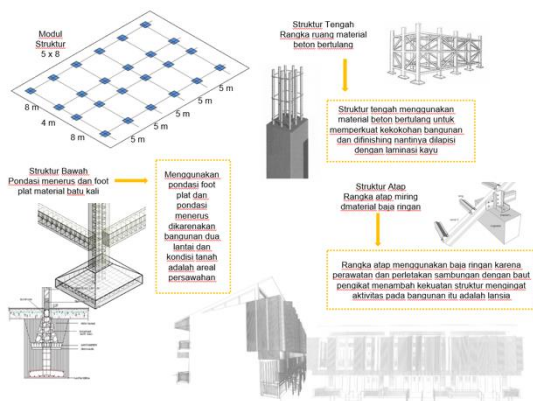 Modul
Struktur
5 x 8
8 m
4 m
8 m
5 m
5 m
5 m
5 m
5 m
Struktur Tengah
Rangka ruang material
beton bertulang
Struktur tengah menggunakan
material beton bertulang untuk
memperkuat kekokohan bangunan
dan difinishing nantinya dilapisi
dengan laminasi kayu
Struktur Bawah
Pondasi menerus dan foot
plat material batu kali
Menggunakan
pondasi foot
plat dan
pondasi
menerus
dikarenakan
bangunan dua
lantai dan
kondisi tanah
adalah areal
persawahan
Struktur Atap
Rangka atap miring
dmaterial baja ringan
Rangka atap menggunakan baja ringan karena
perawatan dan perletakan sambungan dengan baut
pengikat menambah kekuatan struktur mengingat
aktivitas pada bangunan itu adalah lansia